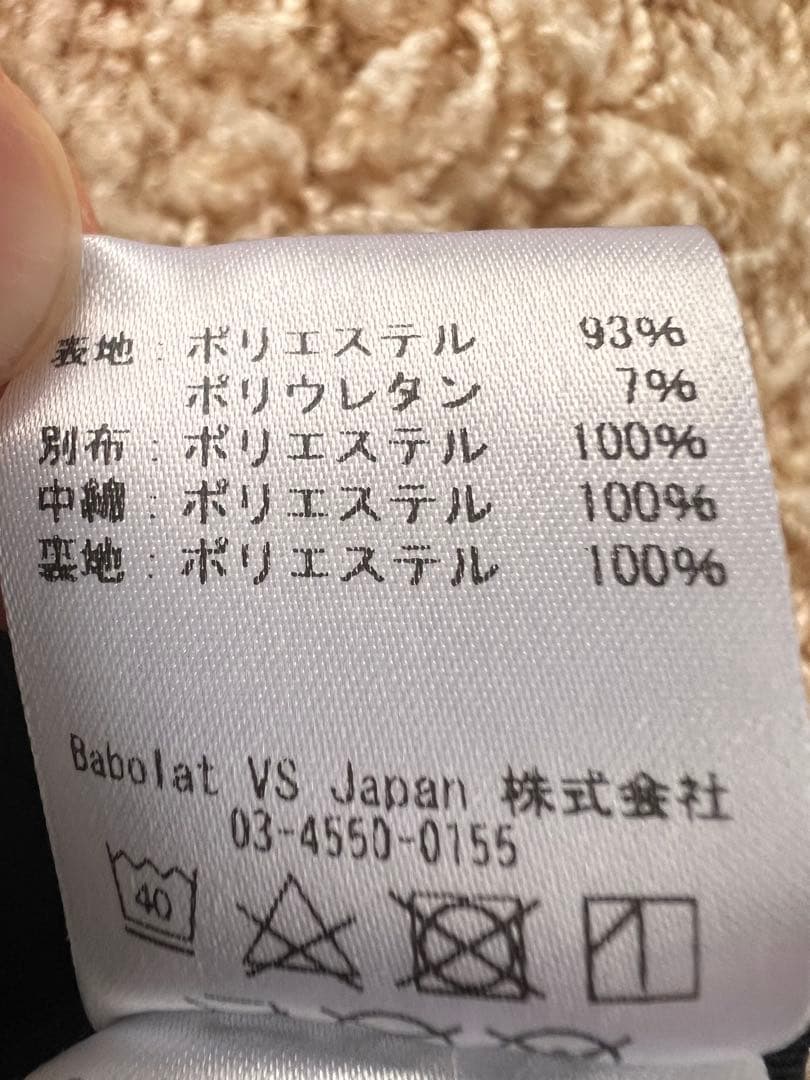 表地:ポリエステル 93%
ポリウレタン 7%
別布:ポリエステル 100%
中綿:ポリエステル 100%
裏地:ポリエステル 100%
Babolat VS Japan 株式会社
03-4550-0155
40